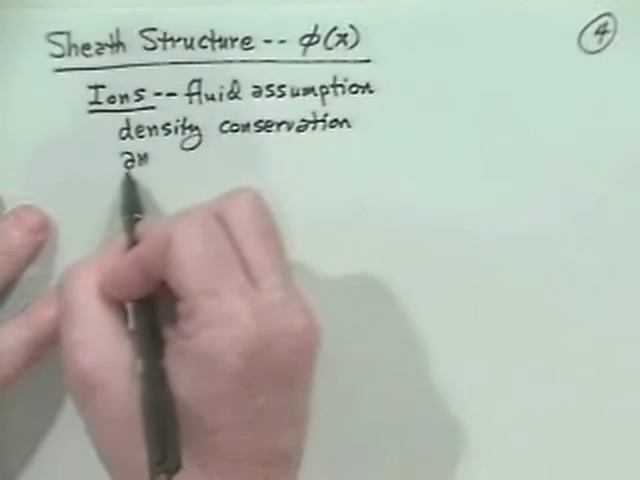 Sheath Structure -- ϕ(x)
4
Ions -- fluid assumption
density conservation
∂n